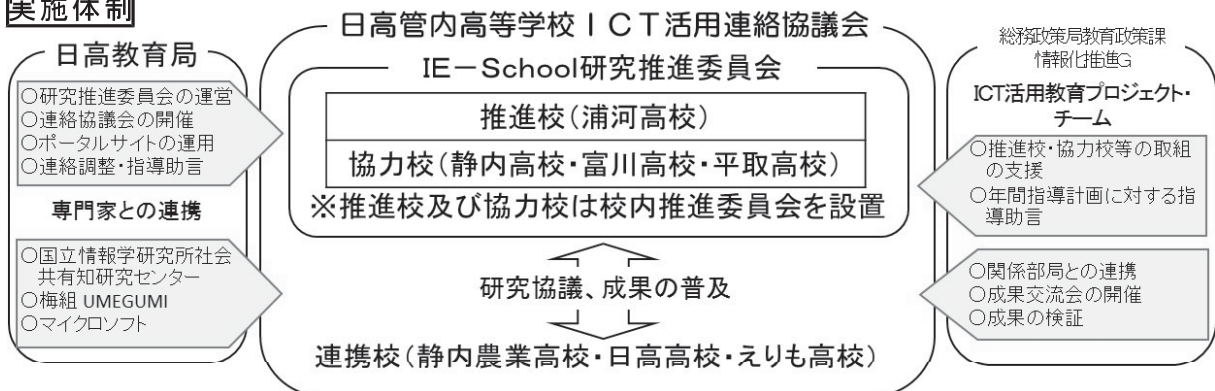 実施体制
日高教育局
○研究推進委員会の運営
○連絡協議会の開催
○ポータルサイトの運用
○連絡調整・指導助言
専門家との連携
○国立情報学研究所社会
共有知研究センター
○梅組 UMEGUMI
○マイクロソフト
日高管内高等学校ICT活用連絡協議会
IE－School研究推進委員会
推進校（浦河高校）
協力校（静内高校・富川高校・平取高校）
※推進校及び協力校は校内推進委員会を設置
研究協議、成果の普及
連携校（静内農業高校・日高高校・えりも高校）
総務政策局教育政策課
情報化推進G
ICT活用教育プロジェクト・
チーム
○推進校・協力校等の取組
の支援
○年間指導計画に対する指
導助言
○関係部局との連携
○成果交流会の開催
○成果の検証